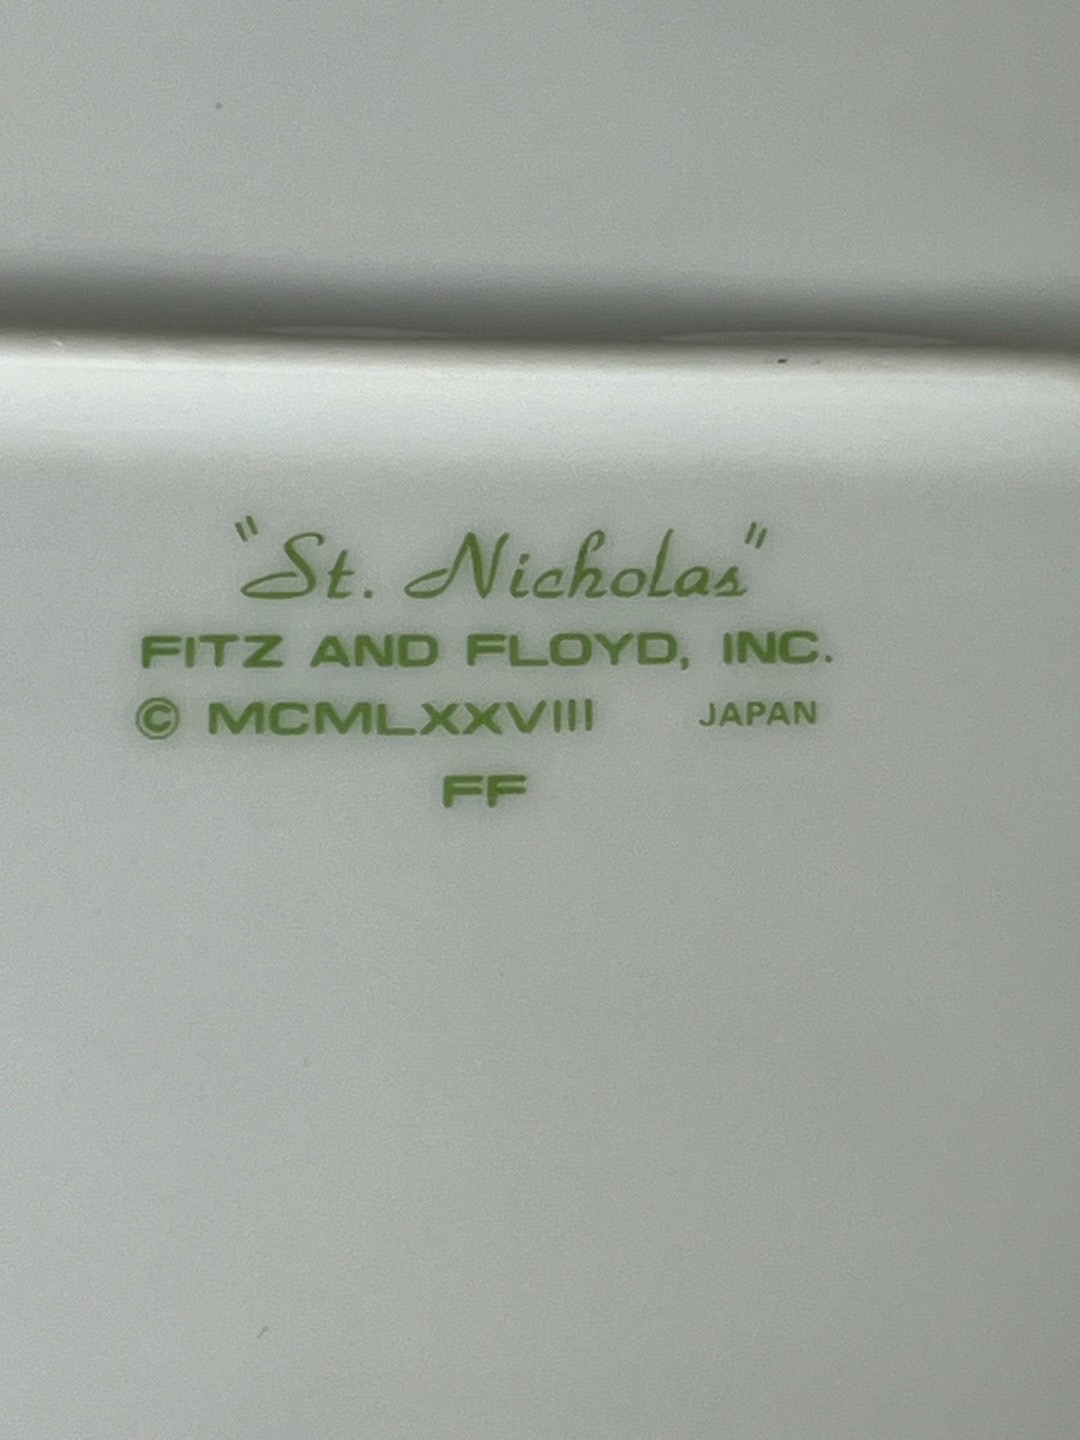 "St. Nicholas"
FITZ AND FLOYD, INC.
© MCMLXXVIII JAPAN
FF